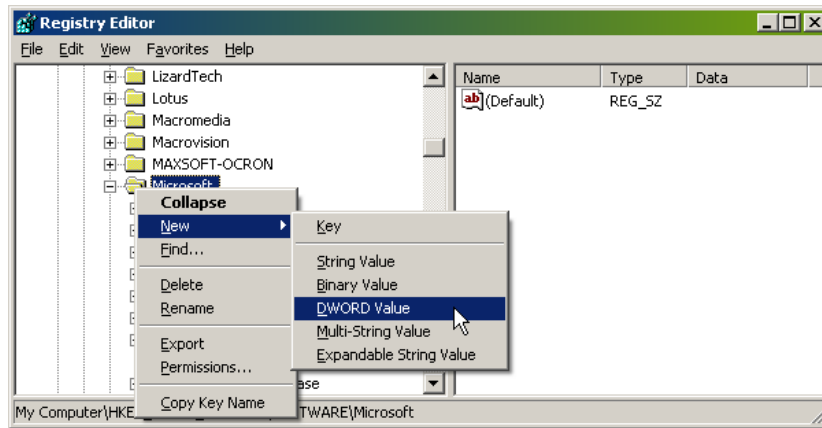 Registry Editor
File Edit View Favorites Help
LizardTech
Lotus
Macromedia
Macrovision
MAXSOFT-OCRON
Microsoft
Name Type Data
ab (Default) REG_SZ
Collapse
New
Find...
Delete
Rename
Export
Permissions...
Copy Key Name
Key
String Value
Binary Value
DWORD Value
Multi-String Value
Expandable String Value
ase
My Computer\HKE TWARE\Microsoft